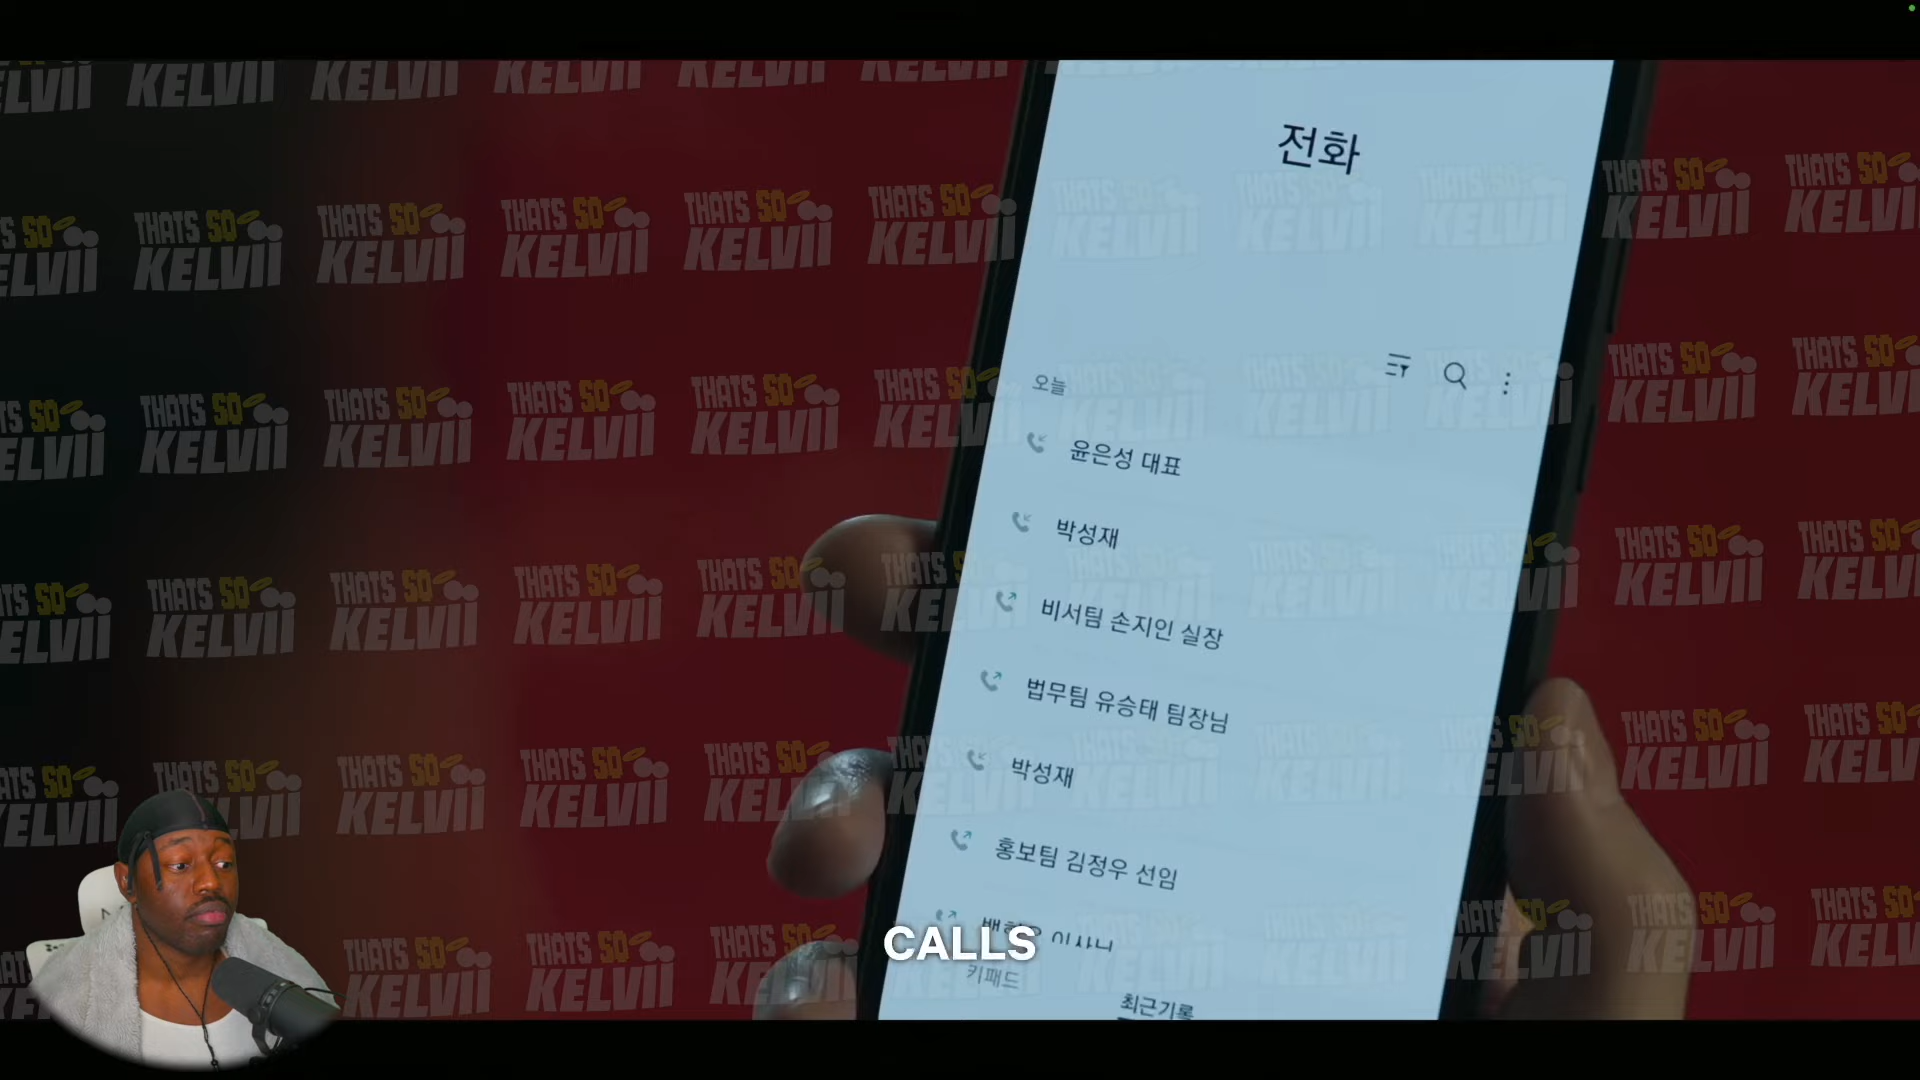 전화
오늘
윤은성 대표
박성재
비서팀 손지인 실장
법무팀 유승태 팀장님
박성재
홍보팀 김정우 선임
CALLS
키패드
최근기록
THATS SO KELVII